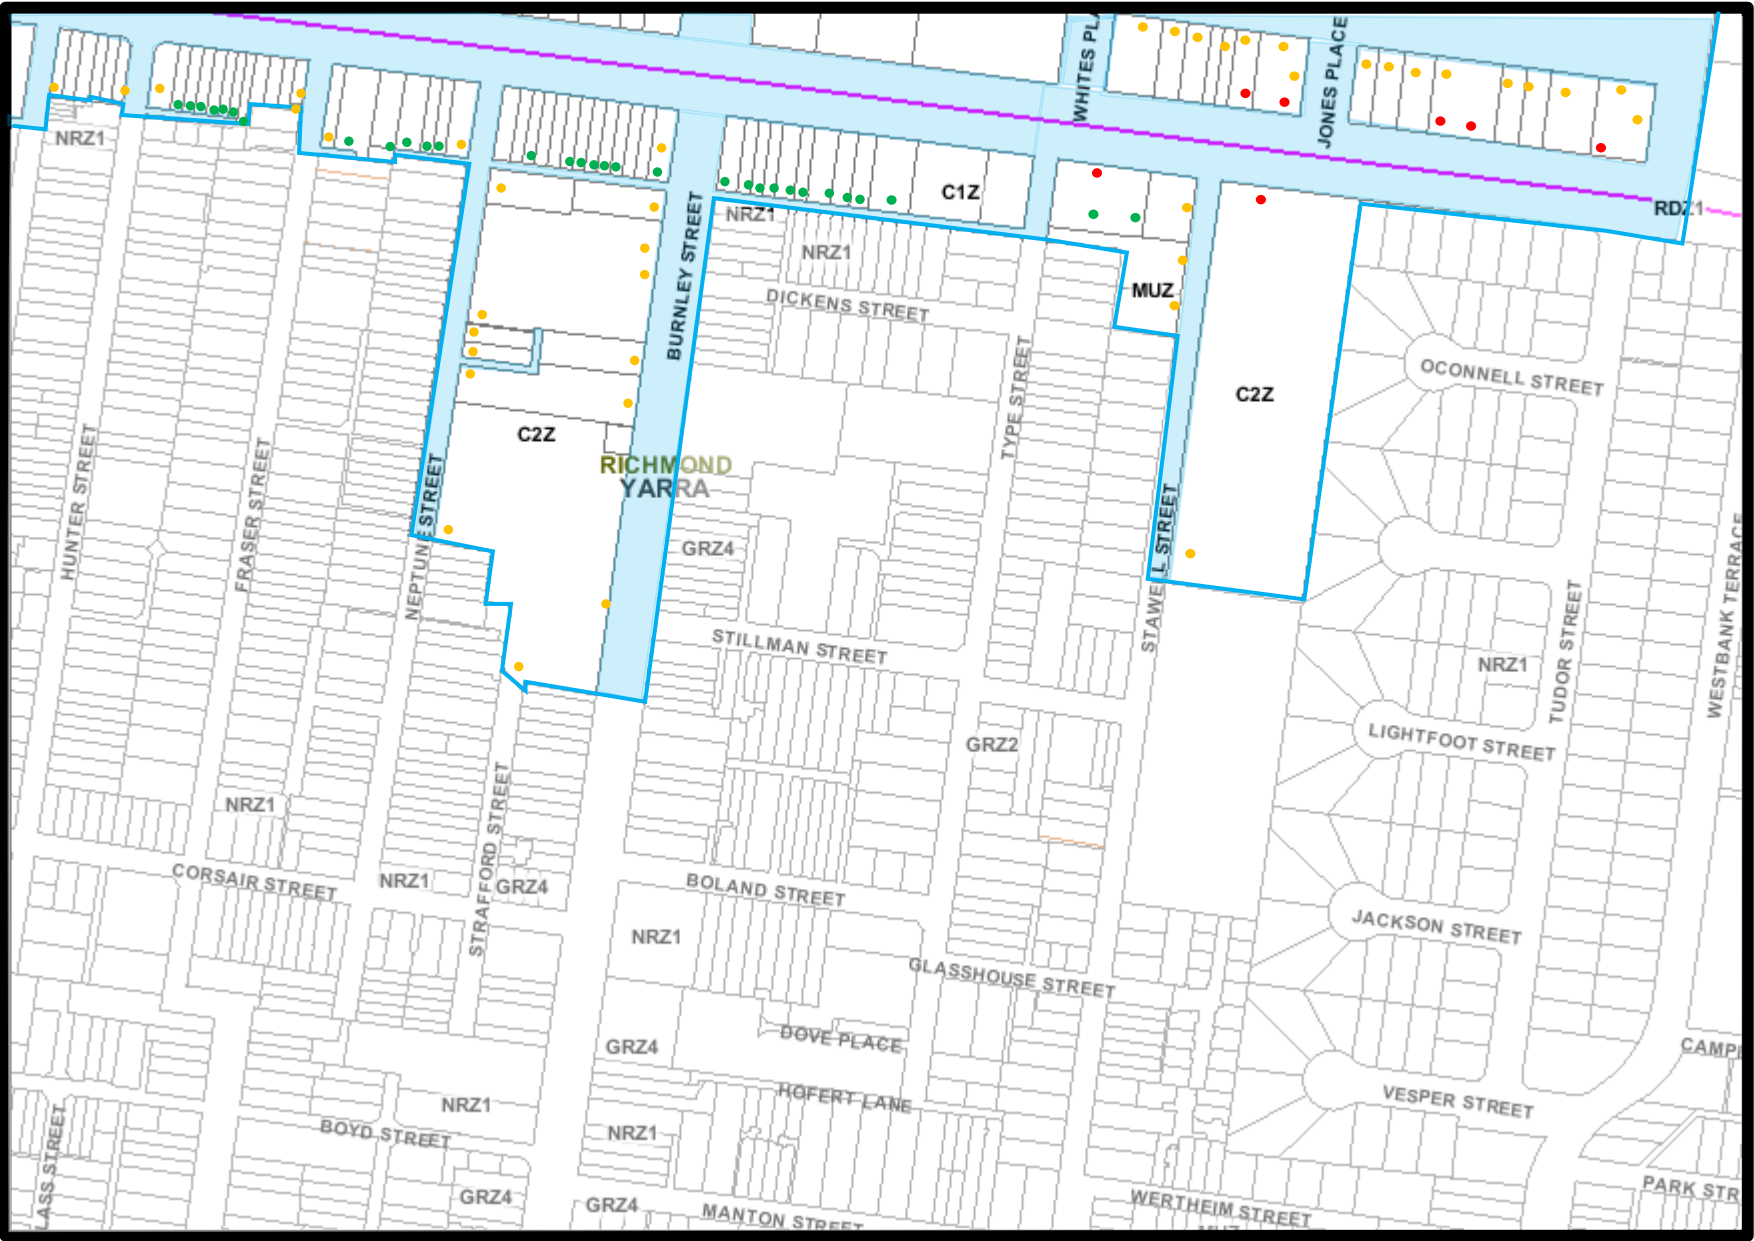 WHITES PLA
JONES PLACE
NRZ1
C1Z
NRZ1
RDZ1
NRZ1
BURNLEY STREET
MUZ
DICKENS STREET
TYPE STREET
OCONNELL STREET
C2Z
C2Z
RICHMOND
YARRA
HUNTER STREET
FRASER STREET
NEPTUNE STREET
GRZ4
STAWELL STREET
STILLMAN STREET
NRZ1
TUDOR STREET
WESTBANK TERRACE
GRZ2
LIGHTFOOT STREET
NRZ1
STRAFFORD STREET
CORSAIR STREET
NRZ1
GRZ4
BOLAND STREET
NRZ1
JACKSON STREET
GLASSHOUSE STREET
DOVE PLACE
GRZ4
CAMP
HOFERT LANE
VESPER STREET
NRZ1
BOYD STREET
NRZ1
LASS STREET
GRZ4
GRZ4
MANTON STREET
WERTHEIM STREET
PARK STR